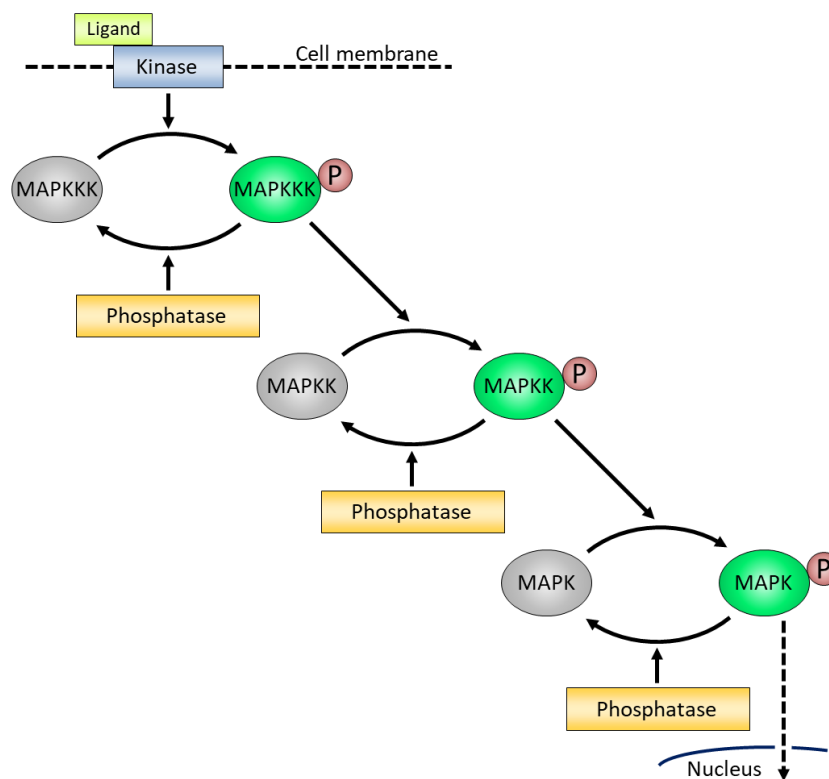 Ligand
Cell membrane
Kinase
MAPKKK
MAPKKK
P
Phosphatase
MAPKK
MAPKK
P
Phosphatase
MAPK
MAPK
P
Phosphatase
Nucleus